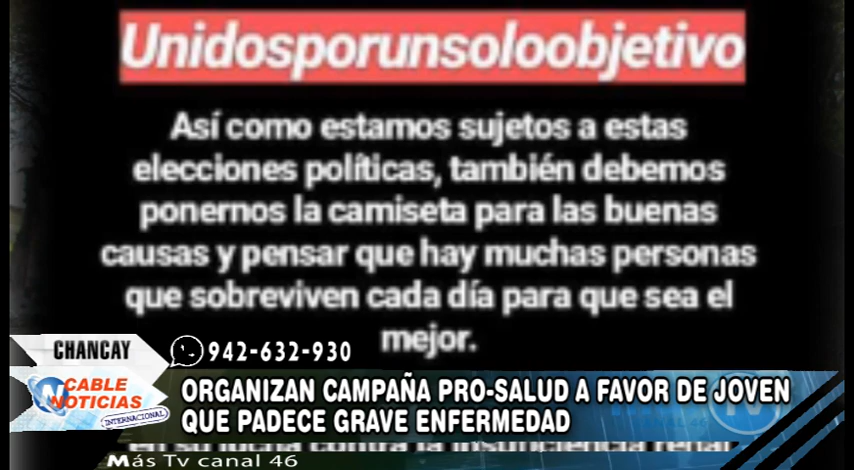 Unidosporunsoloobjetivo
Así como estamos sujetos a estas
elecciones políticas, también debemos
ponernos la camiseta para las buenas
causas y pensar que hay muchas personas
que sobreviven cada día para que sea el
mejor.
CHANCAY
942-632-930
CABLE
NOTICIAS
INTERNACIONAL
ORGANIZAN CAMPAÑA PRO-SALUD A FAVOR DE JOVEN
QUE PADECE GRAVE ENFERMEDAD
Más Tv canal 46